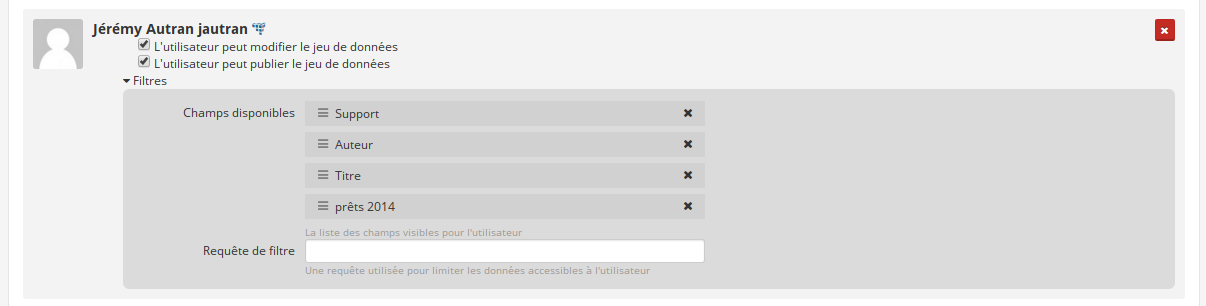 Jérémy Autran jautran
L'utilisateur peut modifier le jeu de données
L'utilisateur peut publier le jeu de données
Filtres
Champs disponibles
Support
Auteur
Titre
prêts 2014
La liste des champs visibles pour l'utilisateur
Requête de filtre
Une requête utilisée pour limiter les données accessibles à l'utilisateur